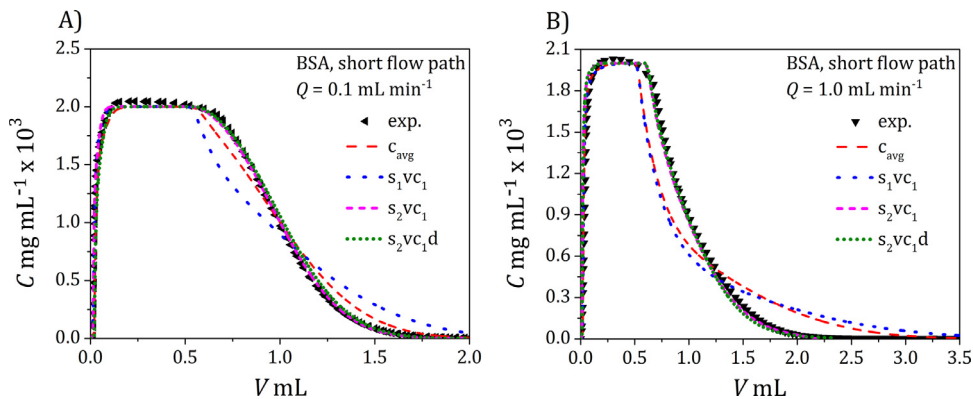 A)
BSA, short flow path
Q = 0.1 mL min⁻¹
exp.
c_avg
s₁vc₁
s₂vc₁
s₂vc₁d
C mg mL⁻¹ x 10³
2.5
2.0
1.5
1.0
0.5
0.0
0.0 0.5 1.0 1.5 2.0
V mL
B)
BSA, short flow path
Q = 1.0 mL min⁻¹
exp.
c_avg
s₁vc₁
s₂vc₁
s₂vc₁d
C mg mL⁻¹ x 10³
2.1
1.8
1.5
1.2
0.9
0.6
0.3
0.0
0.0 0.5 1.0 1.5 2.0 2.5 3.0 3.5
V mL